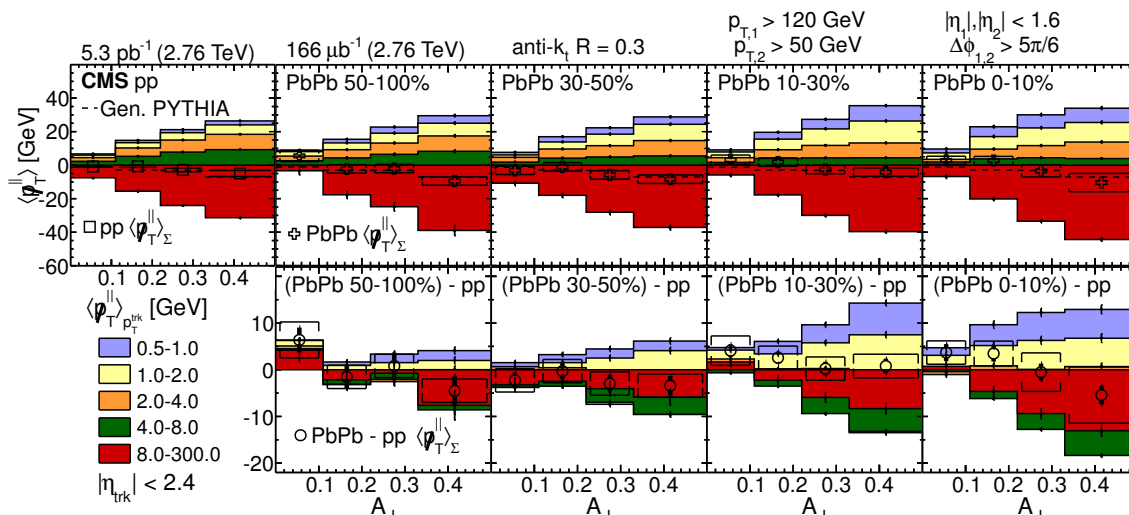 5.3 pb⁻¹ (2.76 TeV)
166 μb⁻¹ (2.76 TeV)
anti-kₜ R = 0.3
p_T,1 > 120 GeV
p_T,2 > 50 GeV
|η₁|,|η₂| < 1.6
Δϕ₁,₂ > 5π/6
CMS pp
-- Gen. PYTHIA
PbPb 50-100%
PbPb 30-50%
PbPb 10-30%
PbPb 0-10%
⟨p̸_T^||⟩ [GeV]
40
20
0
-20
-40
-60
pp ⟨p̸_T^||⟩_Σ
PbPb ⟨p̸_T^||⟩_Σ
0.1 0.2 0.3 0.4
(PbPb 50-100%) - pp
(PbPb 30-50%) - pp
(PbPb 10-30%) - pp
(PbPb 0-10%) - pp
⟨p̸_T^||⟩_p_T^trk [GeV]
0.5-1.0
1.0-2.0
2.0-4.0
4.0-8.0
8.0-300.0
|η_trk| < 2.4
10
0
-10
-20
PbPb - pp ⟨p̸_T^||⟩_Σ
0.1 0.2 0.3 0.4
0.1 0.2 0.3 0.4
0.1 0.2 0.3 0.4
0.1 0.2 0.3 0.4